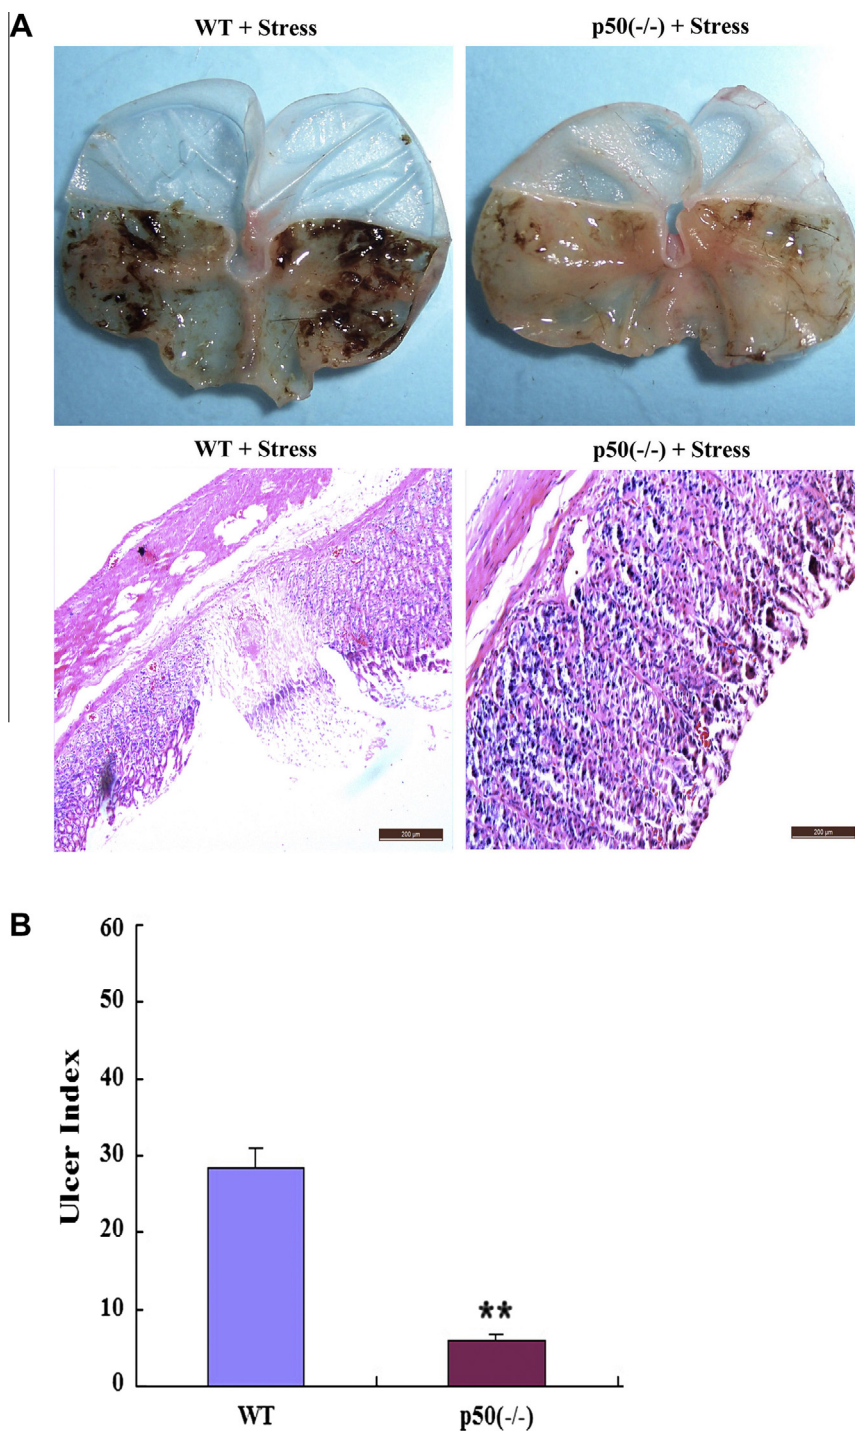 A
WT + Stress
p50(-/-) + Stress
WT + Stress
p50(-/-) + Stress
200 µm
200 µm
B
60
50
40
30
20
10
0
Ulcer Index
**
WT
p50(-/-)